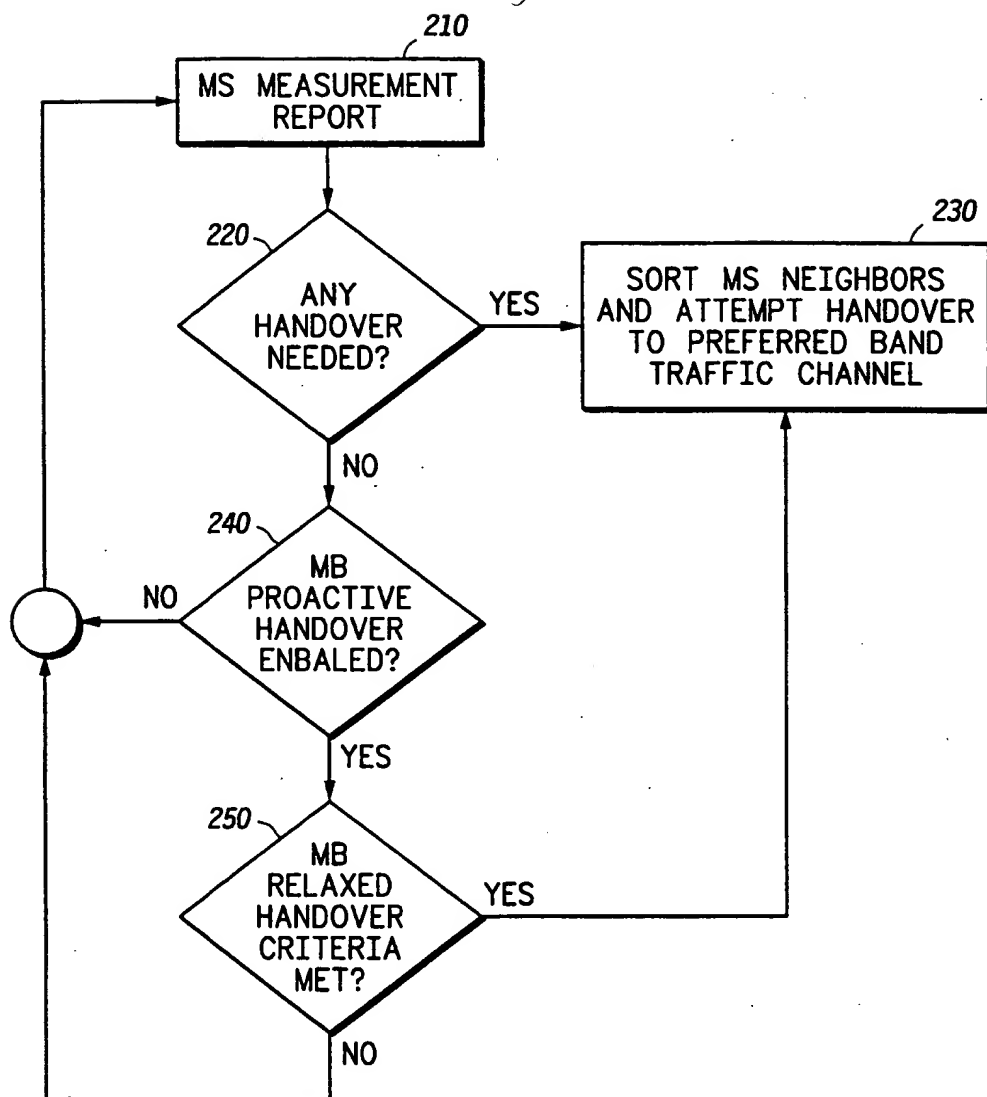 210
MS MEASUREMENT
REPORT
220
ANY
HANDOVER
NEEDED?
YES
230
SORT MS NEIGHBORS
AND ATTEMPT HANDOVER
TO PREFERRED BAND
TRAFFIC CHANNEL
NO
240
MB
PROACTIVE
HANDOVER
ENBALED?
NO
YES
250
MB
RELAXED
HANDOVER
CRITERIA
MET?
YES
NO